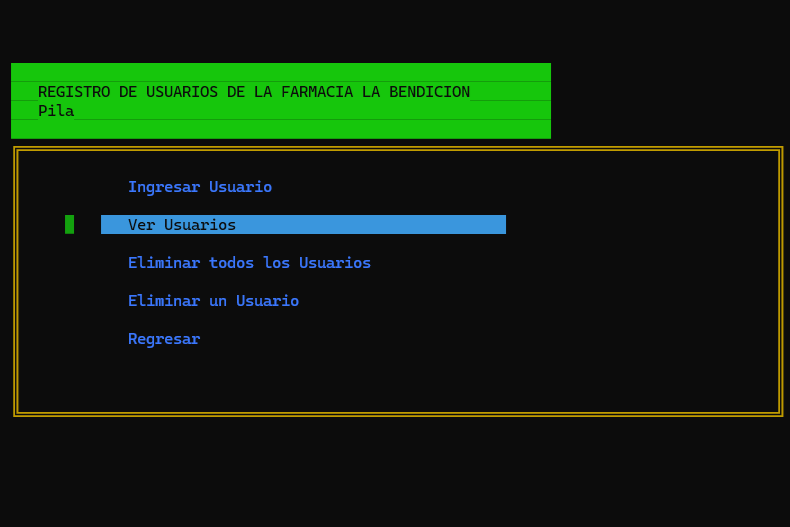 REGISTRO DE USUARIOS DE LA FARMACIA LA BENDICION
Pila
Ingresar Usuario
Ver Usuarios
Eliminar todos los Usuarios
Eliminar un Usuario
Regresar